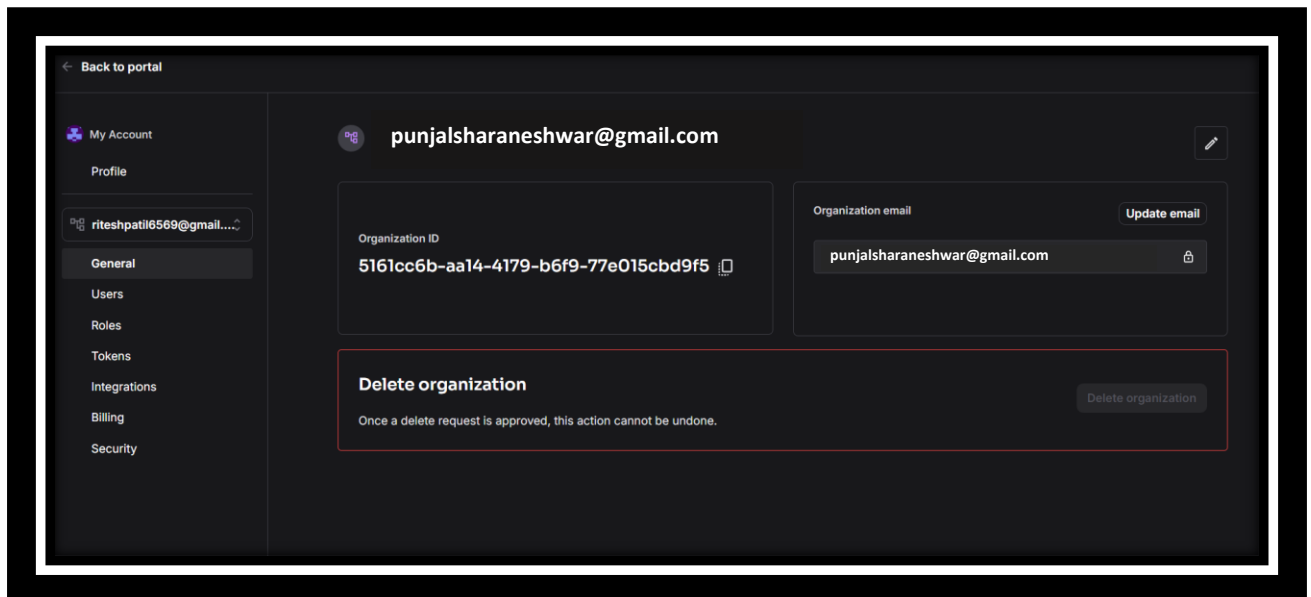 Back to portal
My Account
Profile
riteshpatil6569@gmail....
General
Users
Roles
Tokens
Integrations
Billing
Security
punjalsharaneshwar@gmail.com
Organization ID
5161cc6b-aa14-4179-b6f9-77e015cbd9f5
Organization email
Update email
punjalsharaneshwar@gmail.com
Delete organization
Once a delete request is approved, this action cannot be undone.
Delete organization